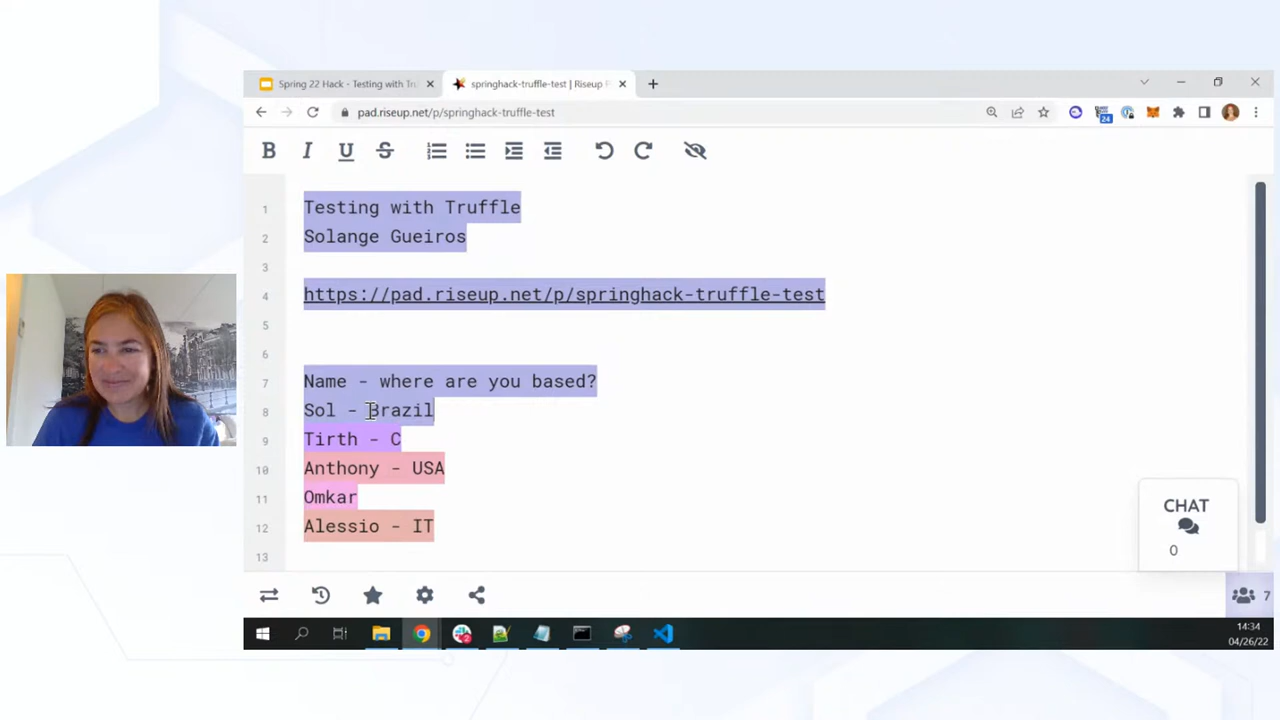 Spring 22 Hack - Testing with Tru
springhack-truffle-test | Riseup P
pad.riseup.net/p/springhack-truffle-test
24
B I U S
1 Testing with Truffle
2 Solange Gueiros
3
4 https://pad.riseup.net/p/springhack-truffle-test
5
6
7 Name - where are you based?
8 Sol - Brazil
9 Tirth - C
10 Anthony - USA
11 Omkar
12 Alessio - IT
13
CHAT
0
7
2
14:34
04/26/22